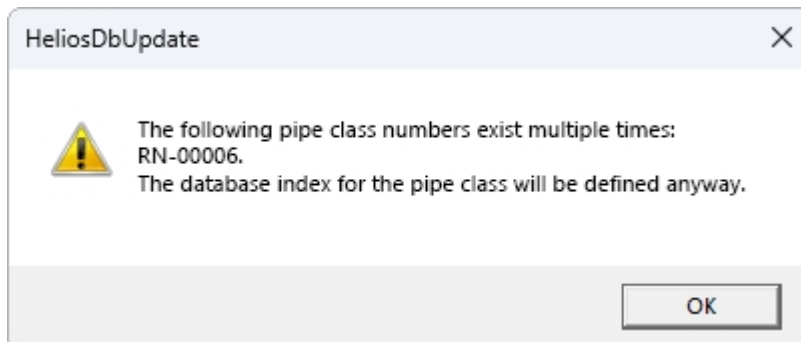 HeliosDbUpdate
The following pipe class numbers exist multiple times:
RN-00006.
The database index for the pipe class will be defined anyway.
OK